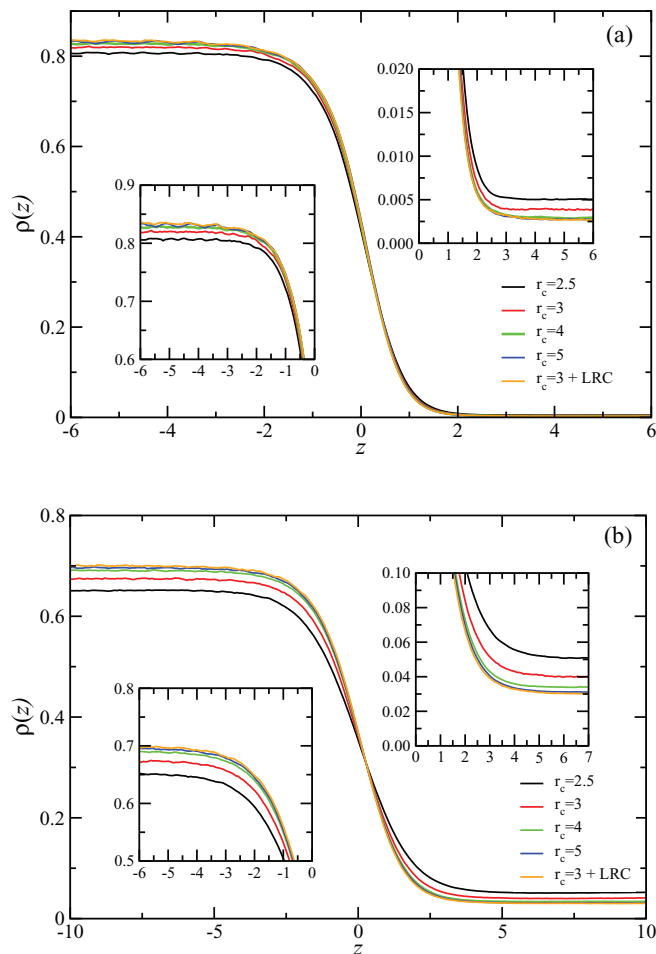 (a)
0.8
0.6
0.4
0.2
0
ρ(z)
-6 -4 -2 0 2 4 6
z
0 1 2 3 4 5 6
0.020
0.015
0.010
0.005
0.000
-6 -5 -4 -3 -2 -1 0
0.9
0.8
0.7
0.6
r_c=2.5
r_c=3
r_c=4
r_c=5
r_c=3 + LRC
(b)
0.8
0.6
0.4
0.2
0
ρ(z)
-10 -5 0 5 10
z
0 1 2 3 4 5 6 7
0.10
0.08
0.06
0.04
0.02
0.00
-6 -5 -4 -3 -2 -1 0
0.8
0.7
0.6
0.5
r_c=2.5
r_c=3
r_c=4
r_c=5
r_c=3 + LRC